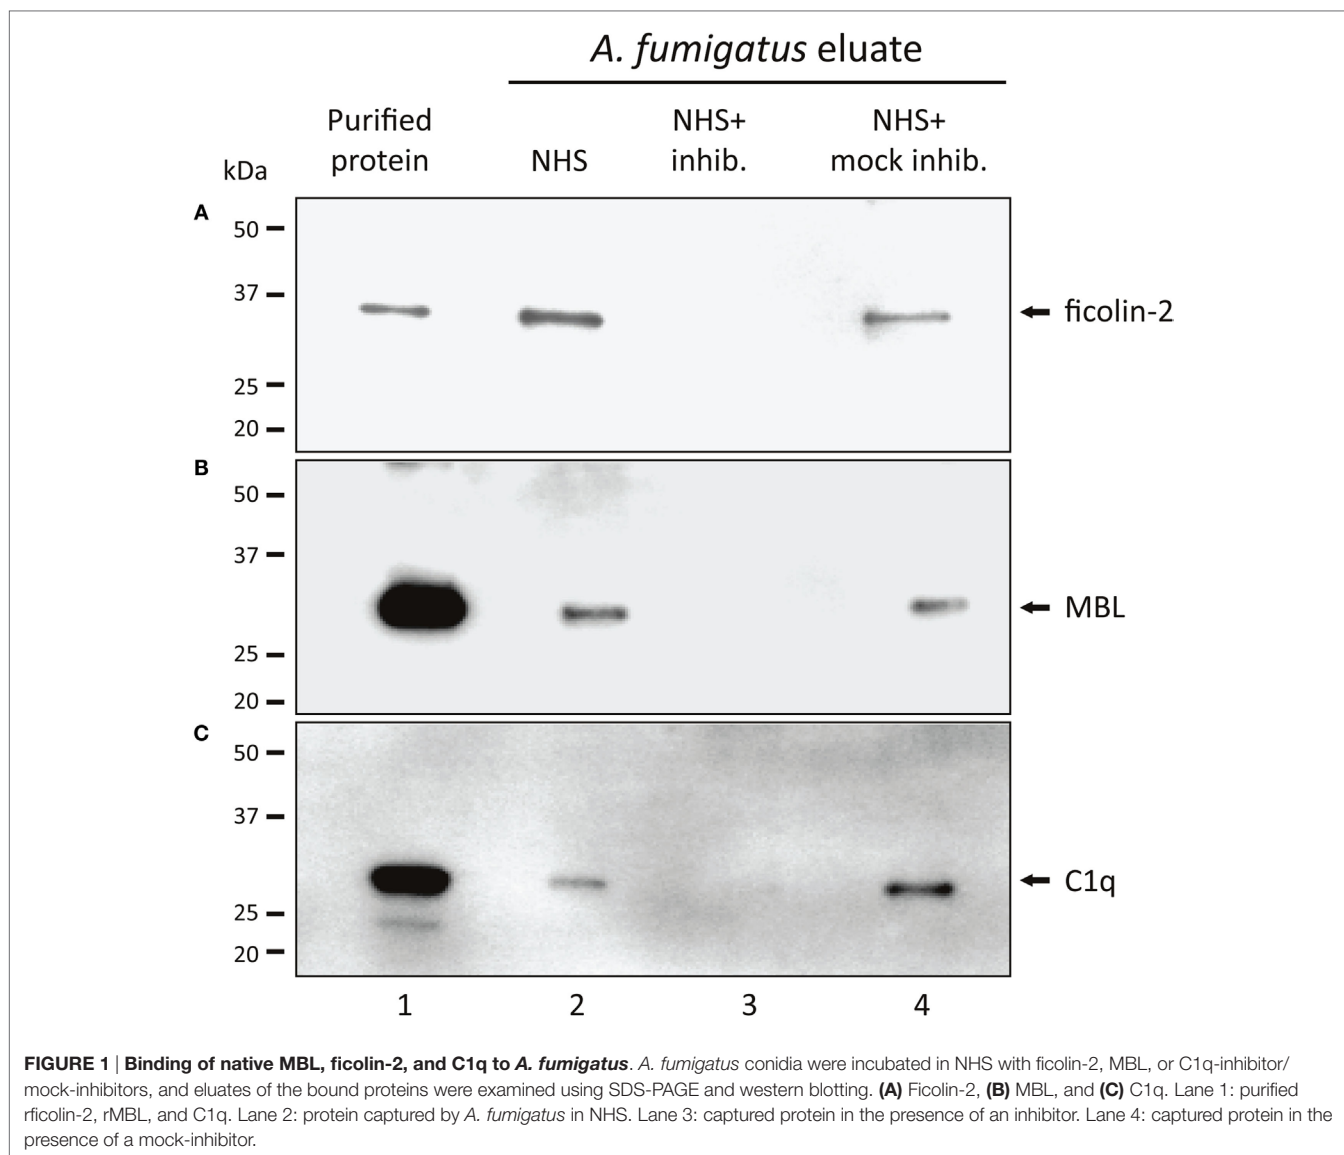 A. fumigatus eluate
Purified protein
NHS
NHS+ inhib.
NHS+ mock inhib.
kDa
A
50
37
25
20
ficolin-2
B
50
37
25
20
MBL
C
50
37
25
20
C1q
1 2 3 4
FIGURE 1 | Binding of native MBL, ficolin-2, and C1q to A. fumigatus. A. fumigatus conidia were incubated in NHS with ficolin-2, MBL, or C1q-inhibitor/
mock-inhibitors, and eluates of the bound proteins were examined using SDS-PAGE and western blotting. (A) Ficolin-2, (B) MBL, and (C) C1q. Lane 1: purified
rficolin-2, rMBL, and C1q. Lane 2: protein captured by A. fumigatus in NHS. Lane 3: captured protein in the presence of an inhibitor. Lane 4: captured protein in the
presence of a mock-inhibitor.